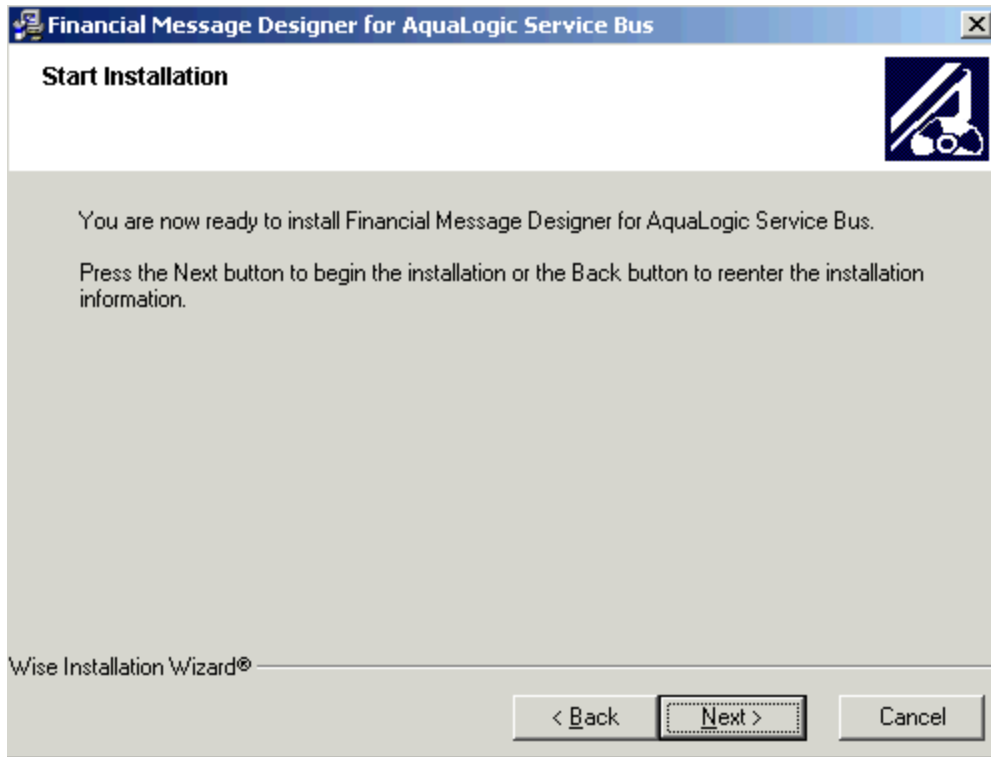 Financial Message Designer for AquaLogic Service Bus
Start Installation
You are now ready to install Financial Message Designer for AquaLogic Service Bus.
Press the Next button to begin the installation or the Back button to reenter the installation
information.
Wise Installation Wizard®
< Back
Next >
Cancel